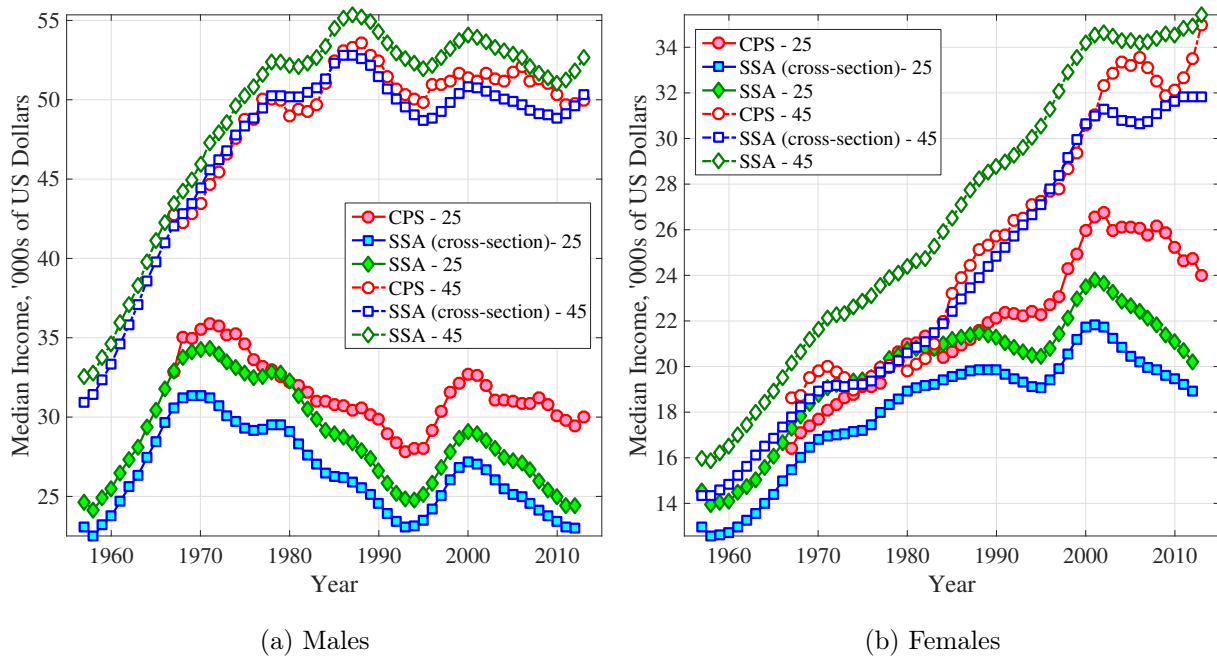 55
50
45
40
35
30
25
1960
1970
1980
1990
2000
2010
Year
Median Income, '000s of US Dollars
CPS - 25
SSA (cross-section)- 25
SSA - 25
CPS - 45
SSA (cross-section) - 45
SSA - 45
(a) Males
34
32
30
28
26
24
22
20
18
16
14
1960
1970
1980
1990
2000
2010
Year
Median Income, '000s of US Dollars
CPS - 25
SSA (cross-section)- 25
SSA - 25
CPS - 45
SSA (cross-section) - 45
SSA - 45
(b) Females